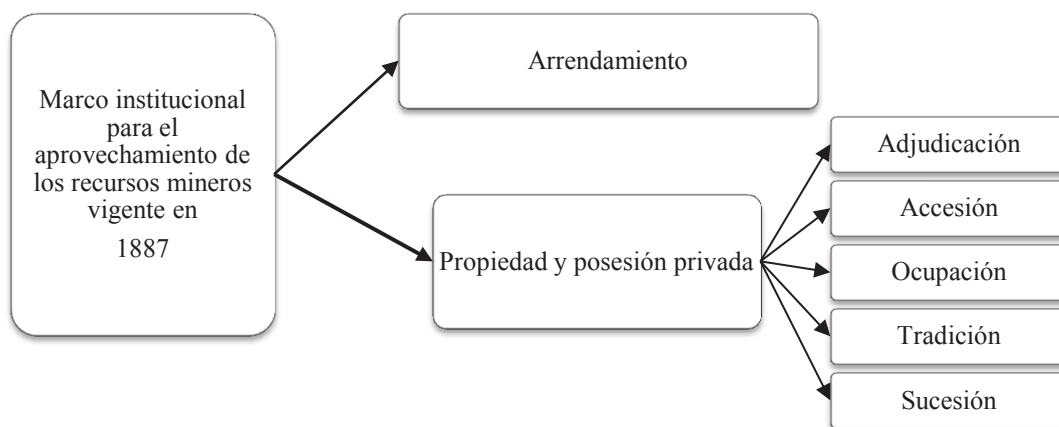 Marco institucional
para el
aprovechamiento de
los recursos mineros
vigente en
1887
Arrendamiento
Propiedad y posesión privada
Adjudicación
Accesión
Ocupación
Tradición
Sucesión